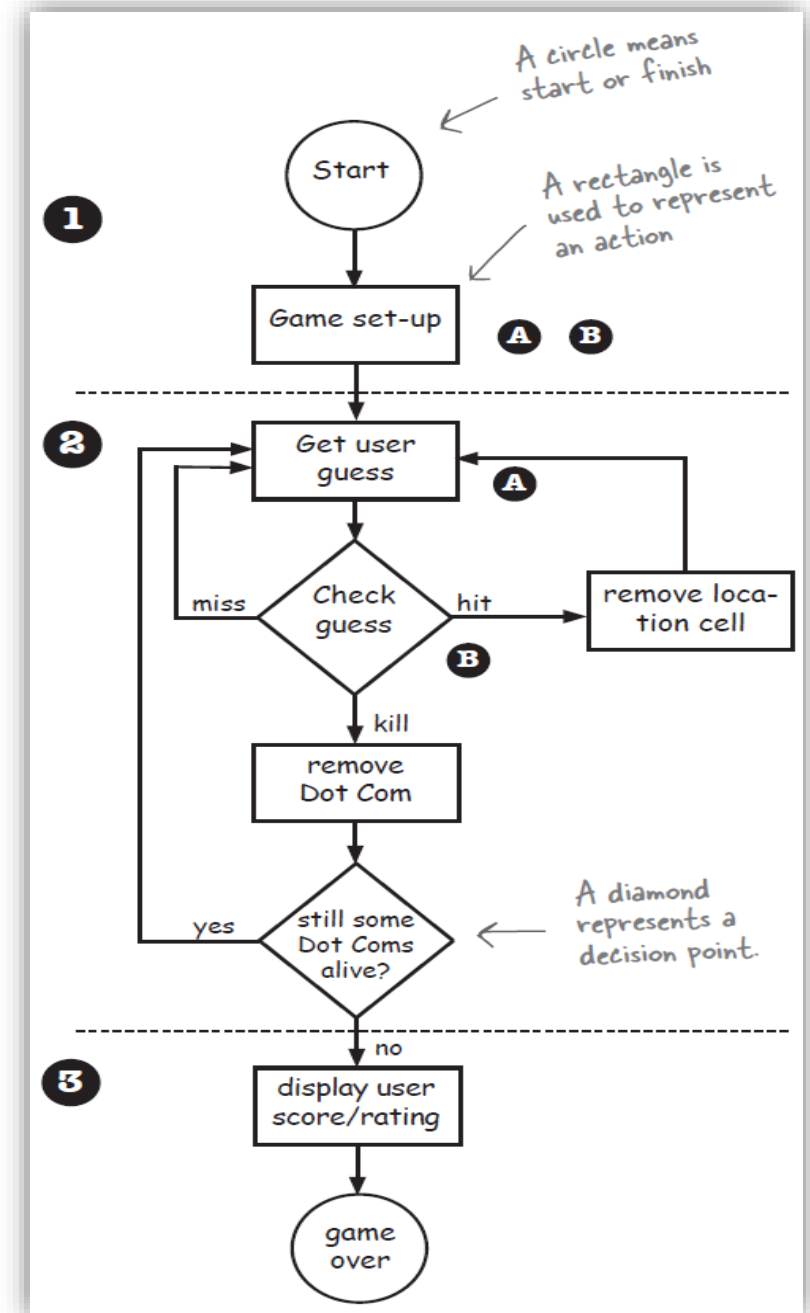 A circle means
start or finish
Start
A rectangle is
used to represent
an action
1
Game set-up
A
B
2
Get user
guess
A
miss
Check
guess
hit
remove loca-
tion cell
B
kill
remove
Dot Com
yes
still some
Dot Coms
alive?
A diamond
represents a
decision point.
no
3
display user
score/rating
game
over